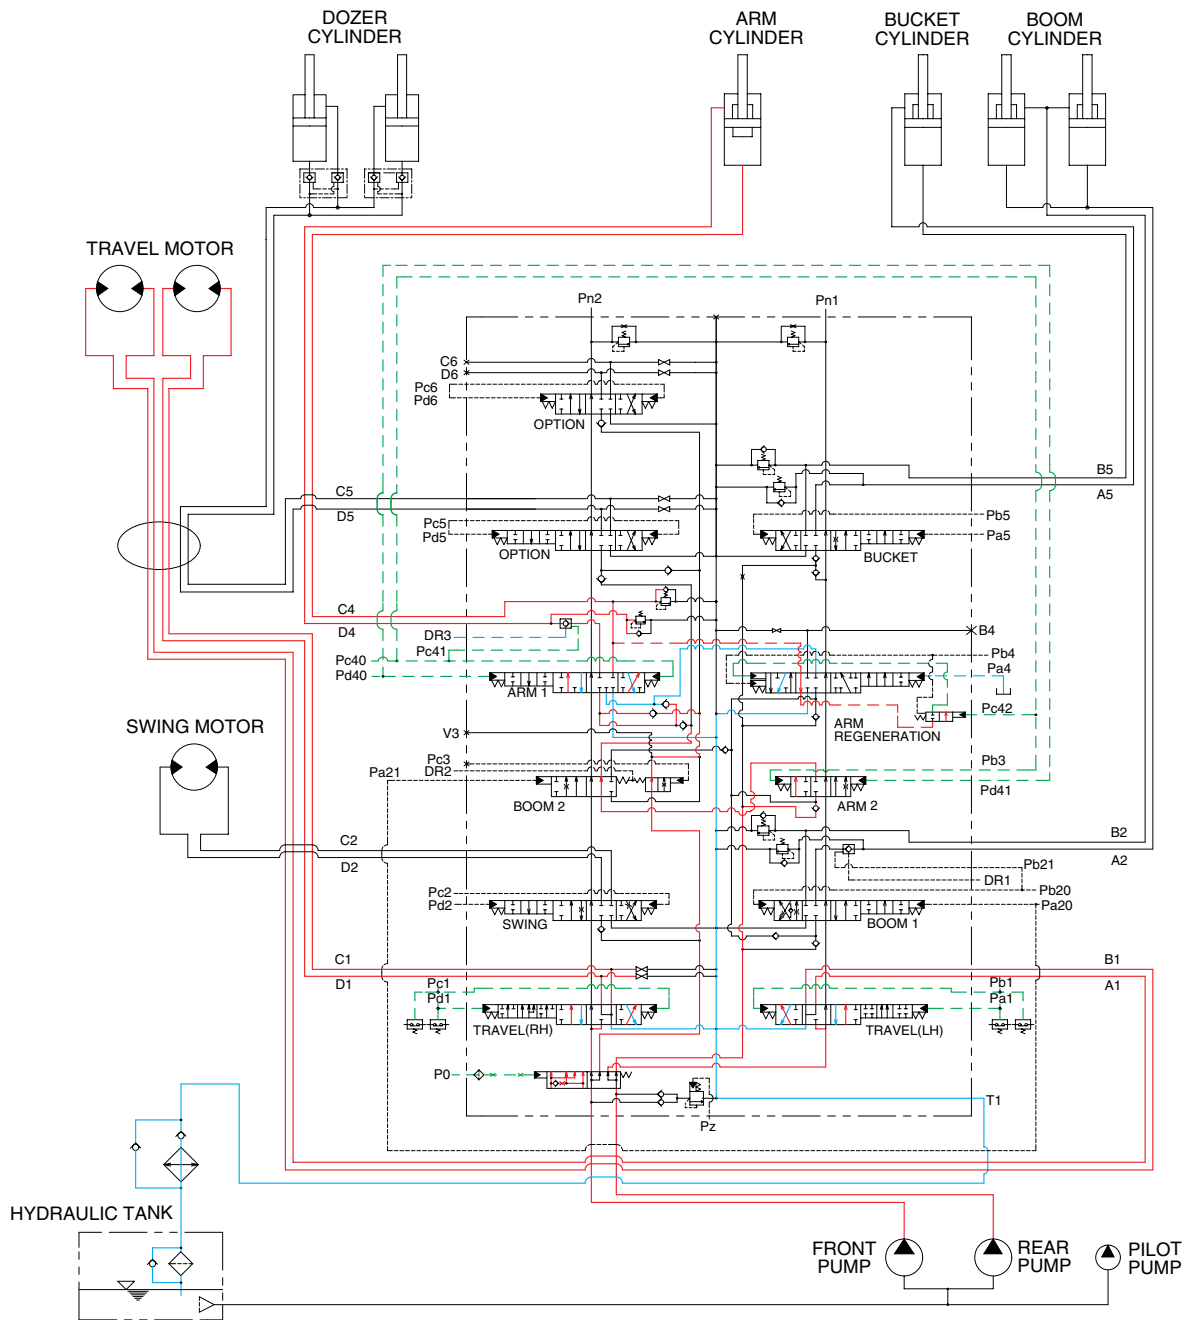 DOZER
CYLINDER
ARM
CYLINDER
BUCKET
CYLINDER
BOOM
CYLINDER
TRAVEL MOTOR
Pn2
Pn1
C6
D6
Pc6
Pd6
OPTION
B5
A5
C5
D5
Pc5
Pd5
OPTION
BUCKET
Pb5
Pa5
C4
D4
DR3
Pc41
Pc40
Pd40
ARM 1
B4
Pb4
Pa4
Pc42
ARM
REGENERATION
SWING MOTOR
V3
Pc3
DR2
Pa21
BOOM 2
ARM 2
Pb3
Pd41
C2
D2
B2
A2
Pb21
DR1
Pc2
Pd2
SWING
BOOM 1
Pb20
Pa20
C1
D1
B1
A1
Pc1
Pd1
TRAVEL(RH)
TRAVEL(LH)
Pb1
Pa1
P0
Pz
T1
HYDRAULIC TANK
FRONT
PUMP
REAR
PUMP
PILOT
PUMP